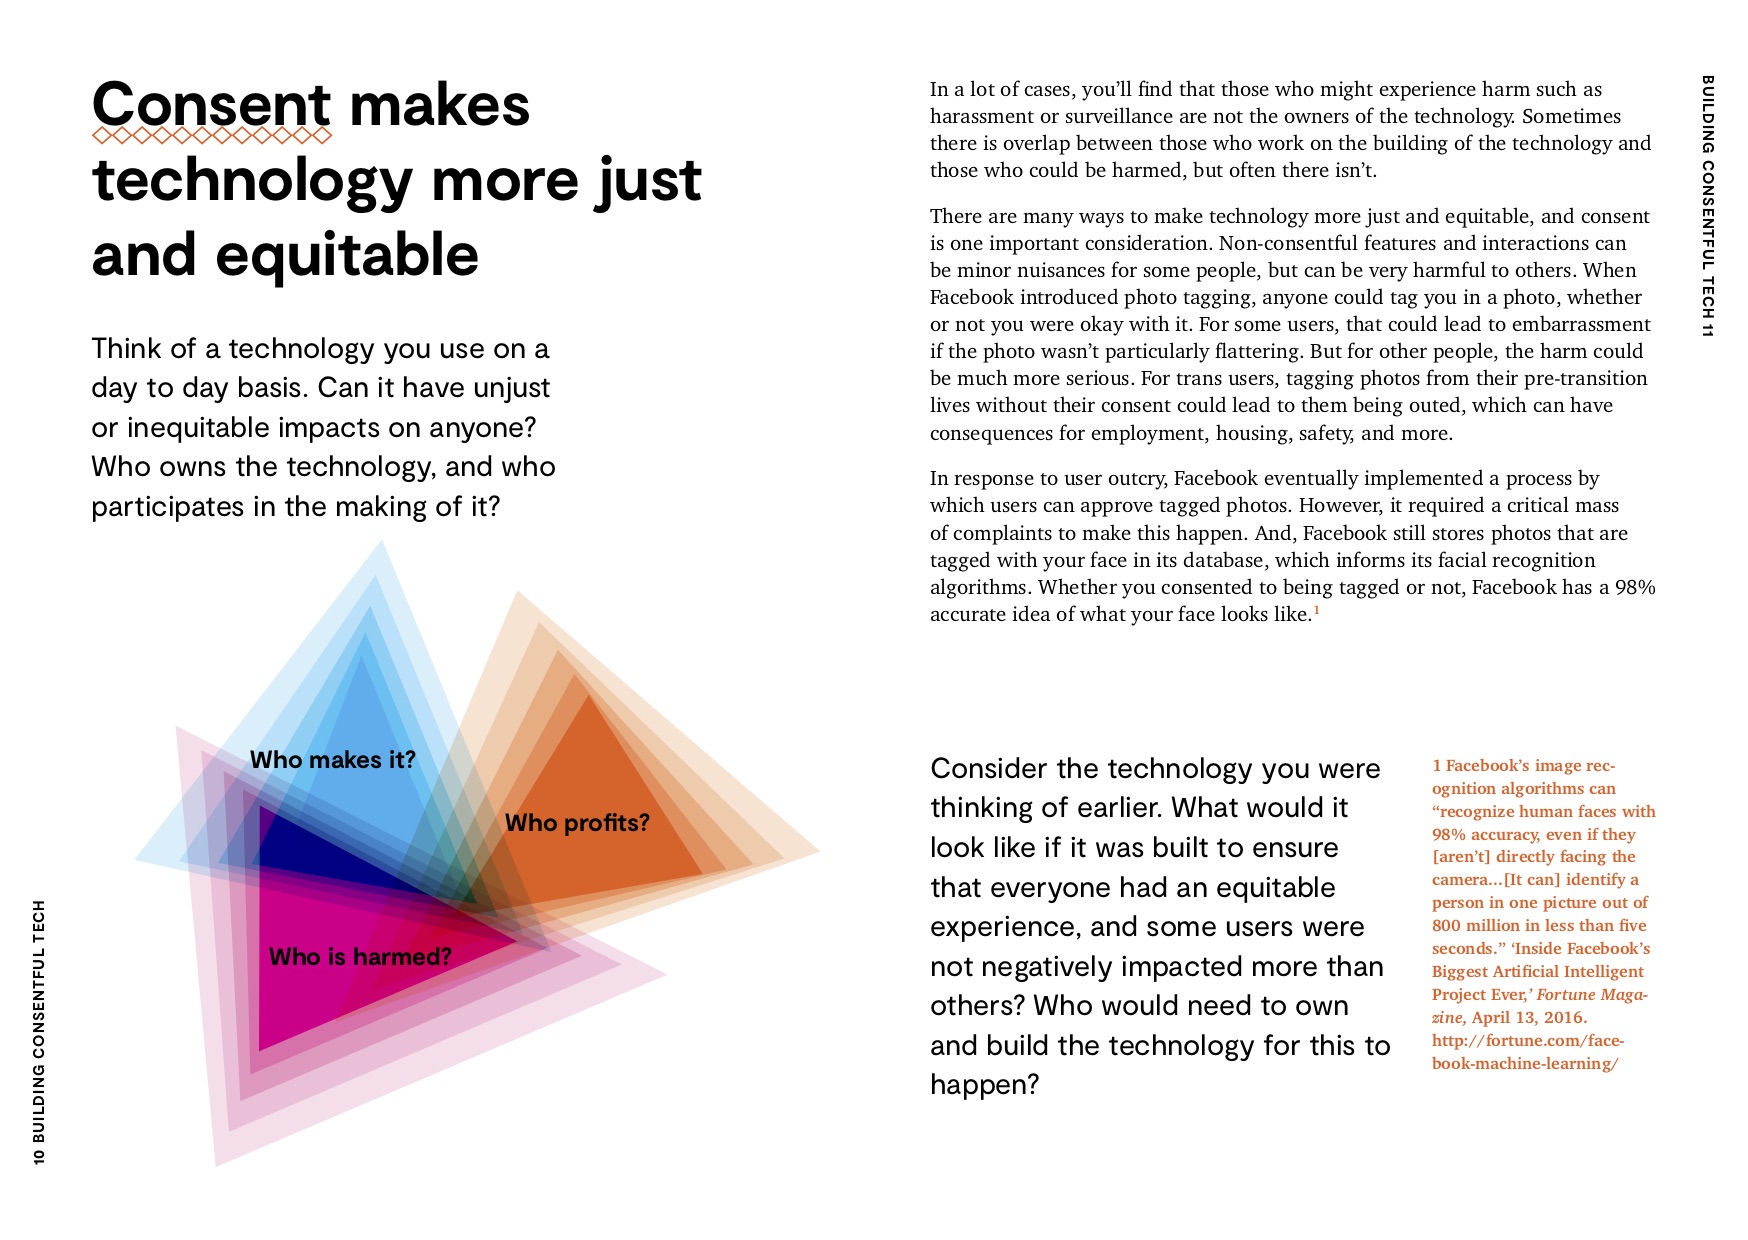 Consent makes
technology more just
and equitable
Think of a technology you use on a
day to day basis. Can it have unjust
or inequitable impacts on anyone?
Who owns the technology, and who
participates in the making of it?
Who makes it?
Who profits?
Who is harmed?
10 BUILDING CONSENTFUL TECH
In a lot of cases, you’ll find that those who might experience harm such as
harassment or surveillance are not the owners of the technology. Sometimes
there is overlap between those who work on the building of the technology and
those who could be harmed, but often there isn’t.
There are many ways to make technology more just and equitable, and consent
is one important consideration. Non-consentful features and interactions can
be minor nuisances for some people, but can be very harmful to others. When
Facebook introduced photo tagging, anyone could tag you in a photo, whether
or not you were okay with it. For some users, that could lead to embarrassment
if the photo wasn’t particularly flattering. But for other people, the harm could
be much more serious. For trans users, tagging photos from their pre-transition
lives without their consent could lead to them being outed, which can have
consequences for employment, housing, safety, and more.
In response to user outcry, Facebook eventually implemented a process by
which users can approve tagged photos. However, it required a critical mass
of complaints to make this happen. And, Facebook still stores photos that are
tagged with your face in its database, which informs its facial recognition
algorithms. Whether you consented to being tagged or not, Facebook has a 98%
accurate idea of what your face looks like.1
Consider the technology you were
thinking of earlier. What would it
look like if it was built to ensure
that everyone had an equitable
experience, and some users were
not negatively impacted more than
others? Who would need to own
and build the technology for this to
happen?
1 Facebook’s image rec-
ognition algorithms can
“recognize human faces with
98% accuracy, even if they
[aren’t] directly facing the
camera...[It can] identify a
person in one picture out of
800 million in less than five
seconds.” ‘Inside Facebook’s
Biggest Artificial Intelligent
Project Ever,’ Fortune Maga-
zine, April 13, 2016.
http://fortune.com/face-
book-machine-learning/
BUILDING CONSENTFUL TECH 11